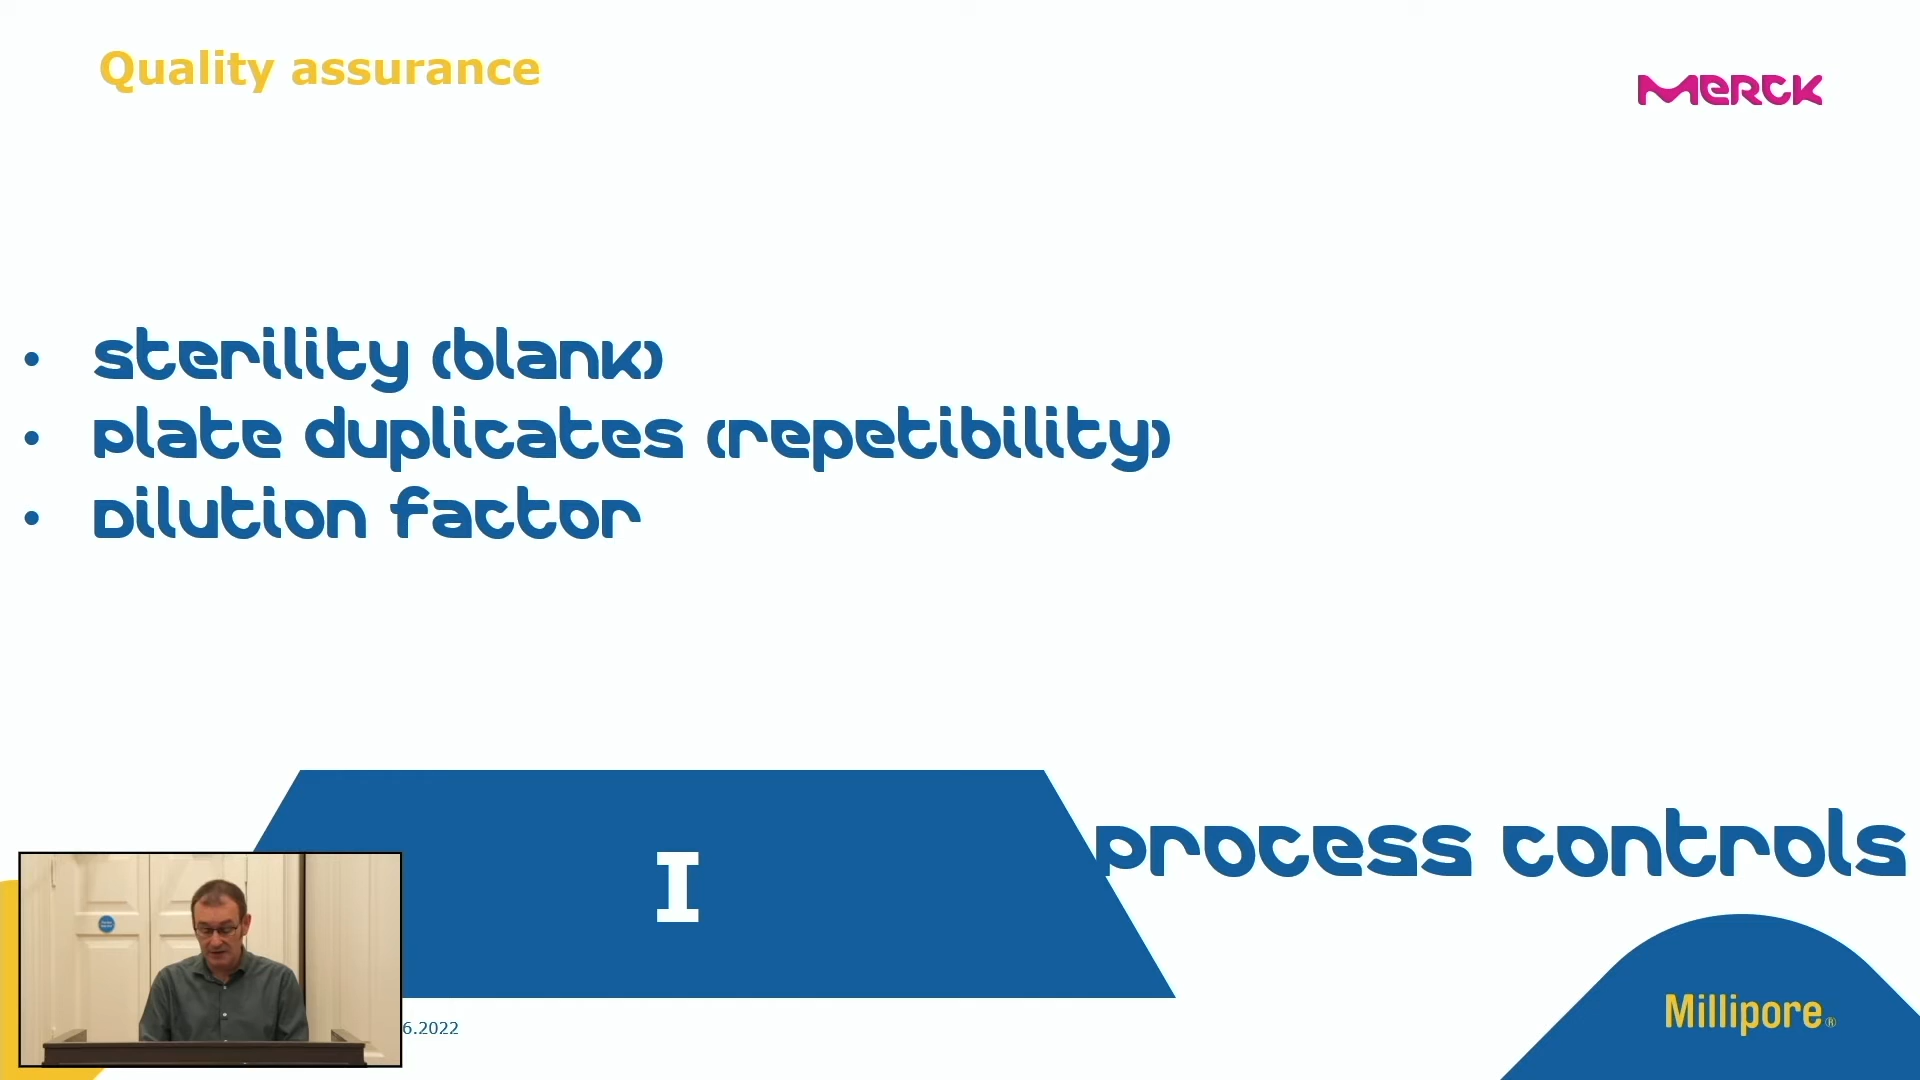 Quality assurance
MERCK
• Sterility (blank)
• Plate duplicates (repetibility)
• Dilution factor
I
Process controls
6.2022
Millipore®